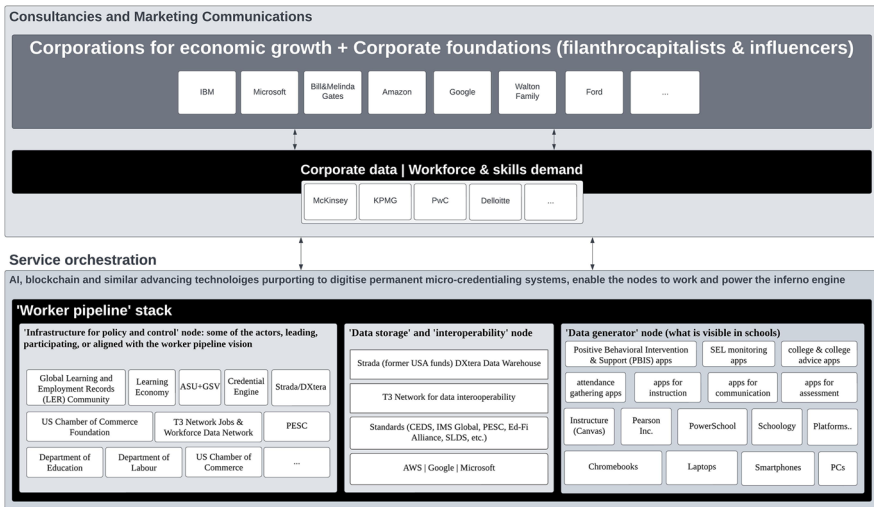 Consultancies and Marketing Communications
Corporations for economic growth + Corporate foundations (filanthrocapitalists & influencers)
IBM
Microsoft
Bill&Melinda
Gates
Amazon
Google
Walton
Family
Ford
...
Corporate data | Workforce & skills demand
McKinsey
KPMG
PwC
Delloitte
...
Service orchestration
AI, blockchain and similar advancing technoloiges purporting to digitise permanent micro-credentialing systems, enable the nodes to work and power the inferno engine
'Worker pipeline' stack
'Infrastructure for policy and control' node: some of the actors, leading,
participating, or aligned with the worker pipeline vision
Global Learning and
Employment Records
(LER) Community
Learning
Economy
ASU+GSV
Credential
Engine
Strada/DXtera
US Chamber of Commerce
Foundation
T3 Network Jobs &
Workforce Data Network
PESC
Department of
Education
Department of
Labour
US Chamber of
Commerce
...
'Data storage' and 'interoperability' node
Strada (former USA funds) DXtera Data Warehouse
T3 Network for data interoperability
Standards (CEDS, IMS Global, PESC, Ed-Fi
Alliance, SLDS, etc.)
AWS | Google | Microsoft
'Data generator' node (what is visible in schools)
Positive Behavioral Intervention
& Support (PBIS) apps
SEL monitoring
apps
college & college
advice apps
attendance
gathering apps
apps for
instruction
apps for
communication
apps for
assessment
Instructure
(Canvas)
Pearson
Inc.
PowerSchool
Schoology
Platforms..
Chromebooks
Laptops
Smartphones
PCs